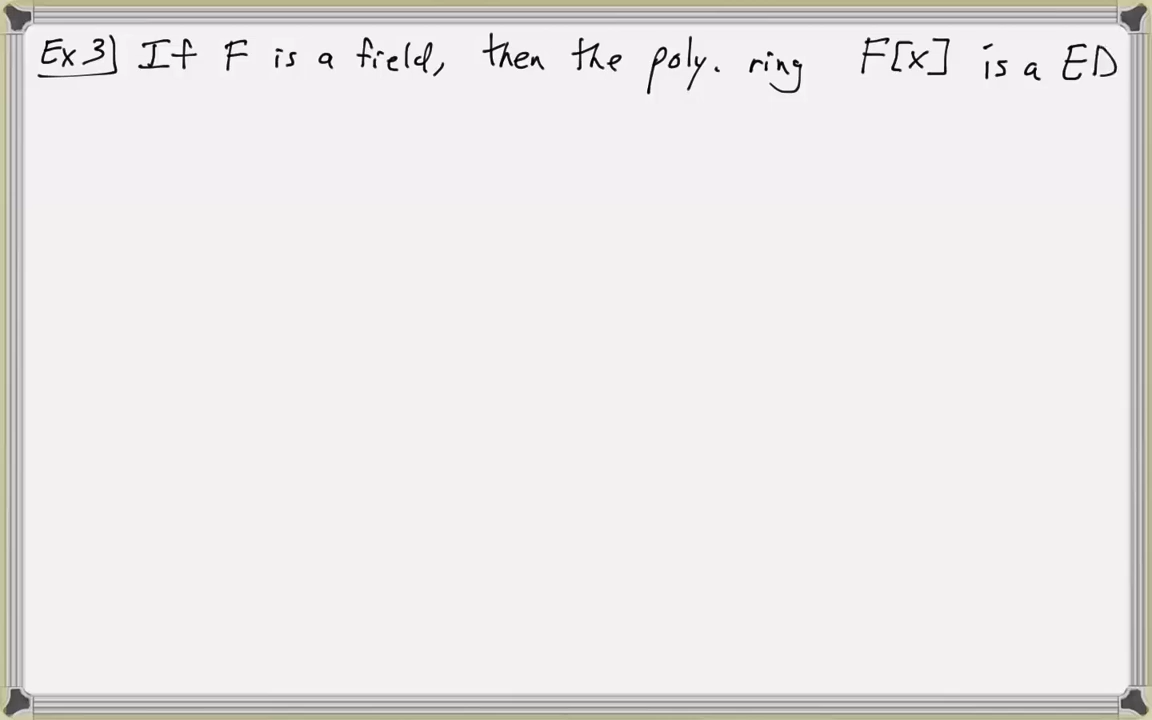 Ex 3] If F is a field, then the poly. ring F[x] is a ED